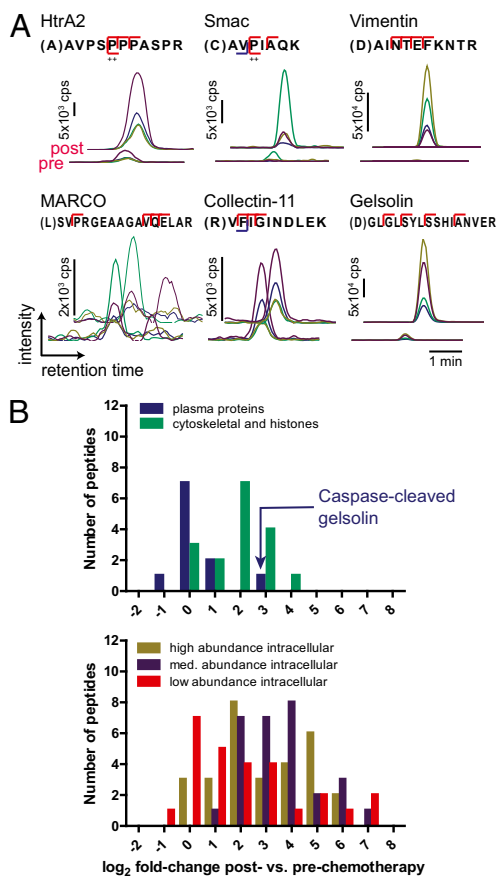 A
HtrA2
(A)AVPSPPPASPR
++
5x10³ cps
post
pre
Smac
(C)AVPIAQK
++
5x10³ cps
Vimentin
(D)AINTEFKNTR
5x10⁴ cps
MARCO
(L)SVPRGEAAGAVQELAR
2x10³ cps
Collectin-11
(R)VFIGINDLEK
5x10³ cps
Gelsolin
(D)GLGLSYLSSHIANVER
5x10⁴ cps
intensity
retention time
1 min
B
plasma proteins
cytoskeletal and histones
Caspase-cleaved
gelsolin
Number of peptides
12
8
4
2
0
-2 -1 0 1 2 3 4 5 6 7 8
high abundance intracellular
med. abundance intracellular
low abundance intracellular
Number of peptides
12
10
8
6
4
2
0
-2 -1 0 1 2 3 4 5 6 7 8
log₂ fold-change post- vs. pre-chemotherapy